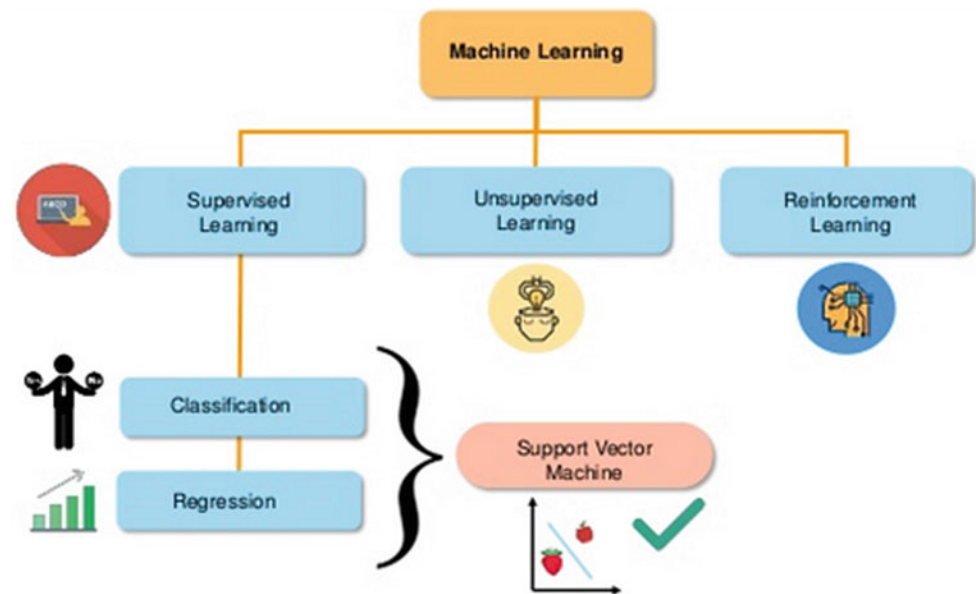 Machine Learning
Supervised
Learning
Unsupervised
Learning
Reinforcement
Learning
Classification
Regression
Support Vector
Machine